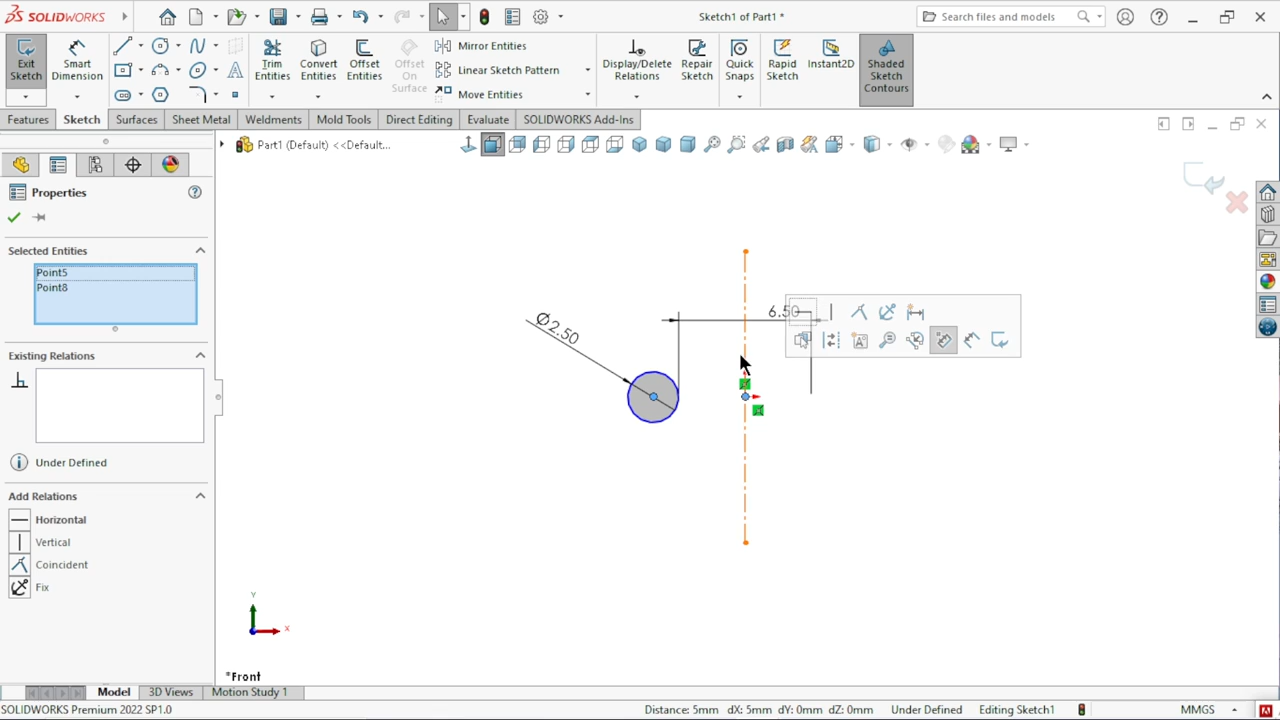 SOLIDWORKS
Sketch1 of Part1 *
Search files and models
Exit Sketch
Smart Dimension
Trim Entities
Convert Entities
Offset Entities
Offset On Surface
Mirror Entities
Linear Sketch Pattern
Move Entities
Display/Delete Relations
Repair Sketch
Quick Snaps
Rapid Sketch
Instant2D
Shaded Sketch Contours
Features
Sketch
Surfaces
Sheet Metal
Weldments
Mold Tools
Direct Editing
Evaluate
SOLIDWORKS Add-Ins
Part1 (Default) <<Default...
Properties
Selected Entities
Point5
Point8
Existing Relations
Under Defined
Add Relations
Horizontal
Vertical
Coincident
Fix
Ø2.50
6.50
Y
X
*Front
Model
3D Views
Motion Study 1
SOLIDWORKS Premium 2022 SP1.0
Distance: 5mm dX: 5mm dY: 0mm dZ: 0mm
Under Defined
Editing Sketch1
MMGS